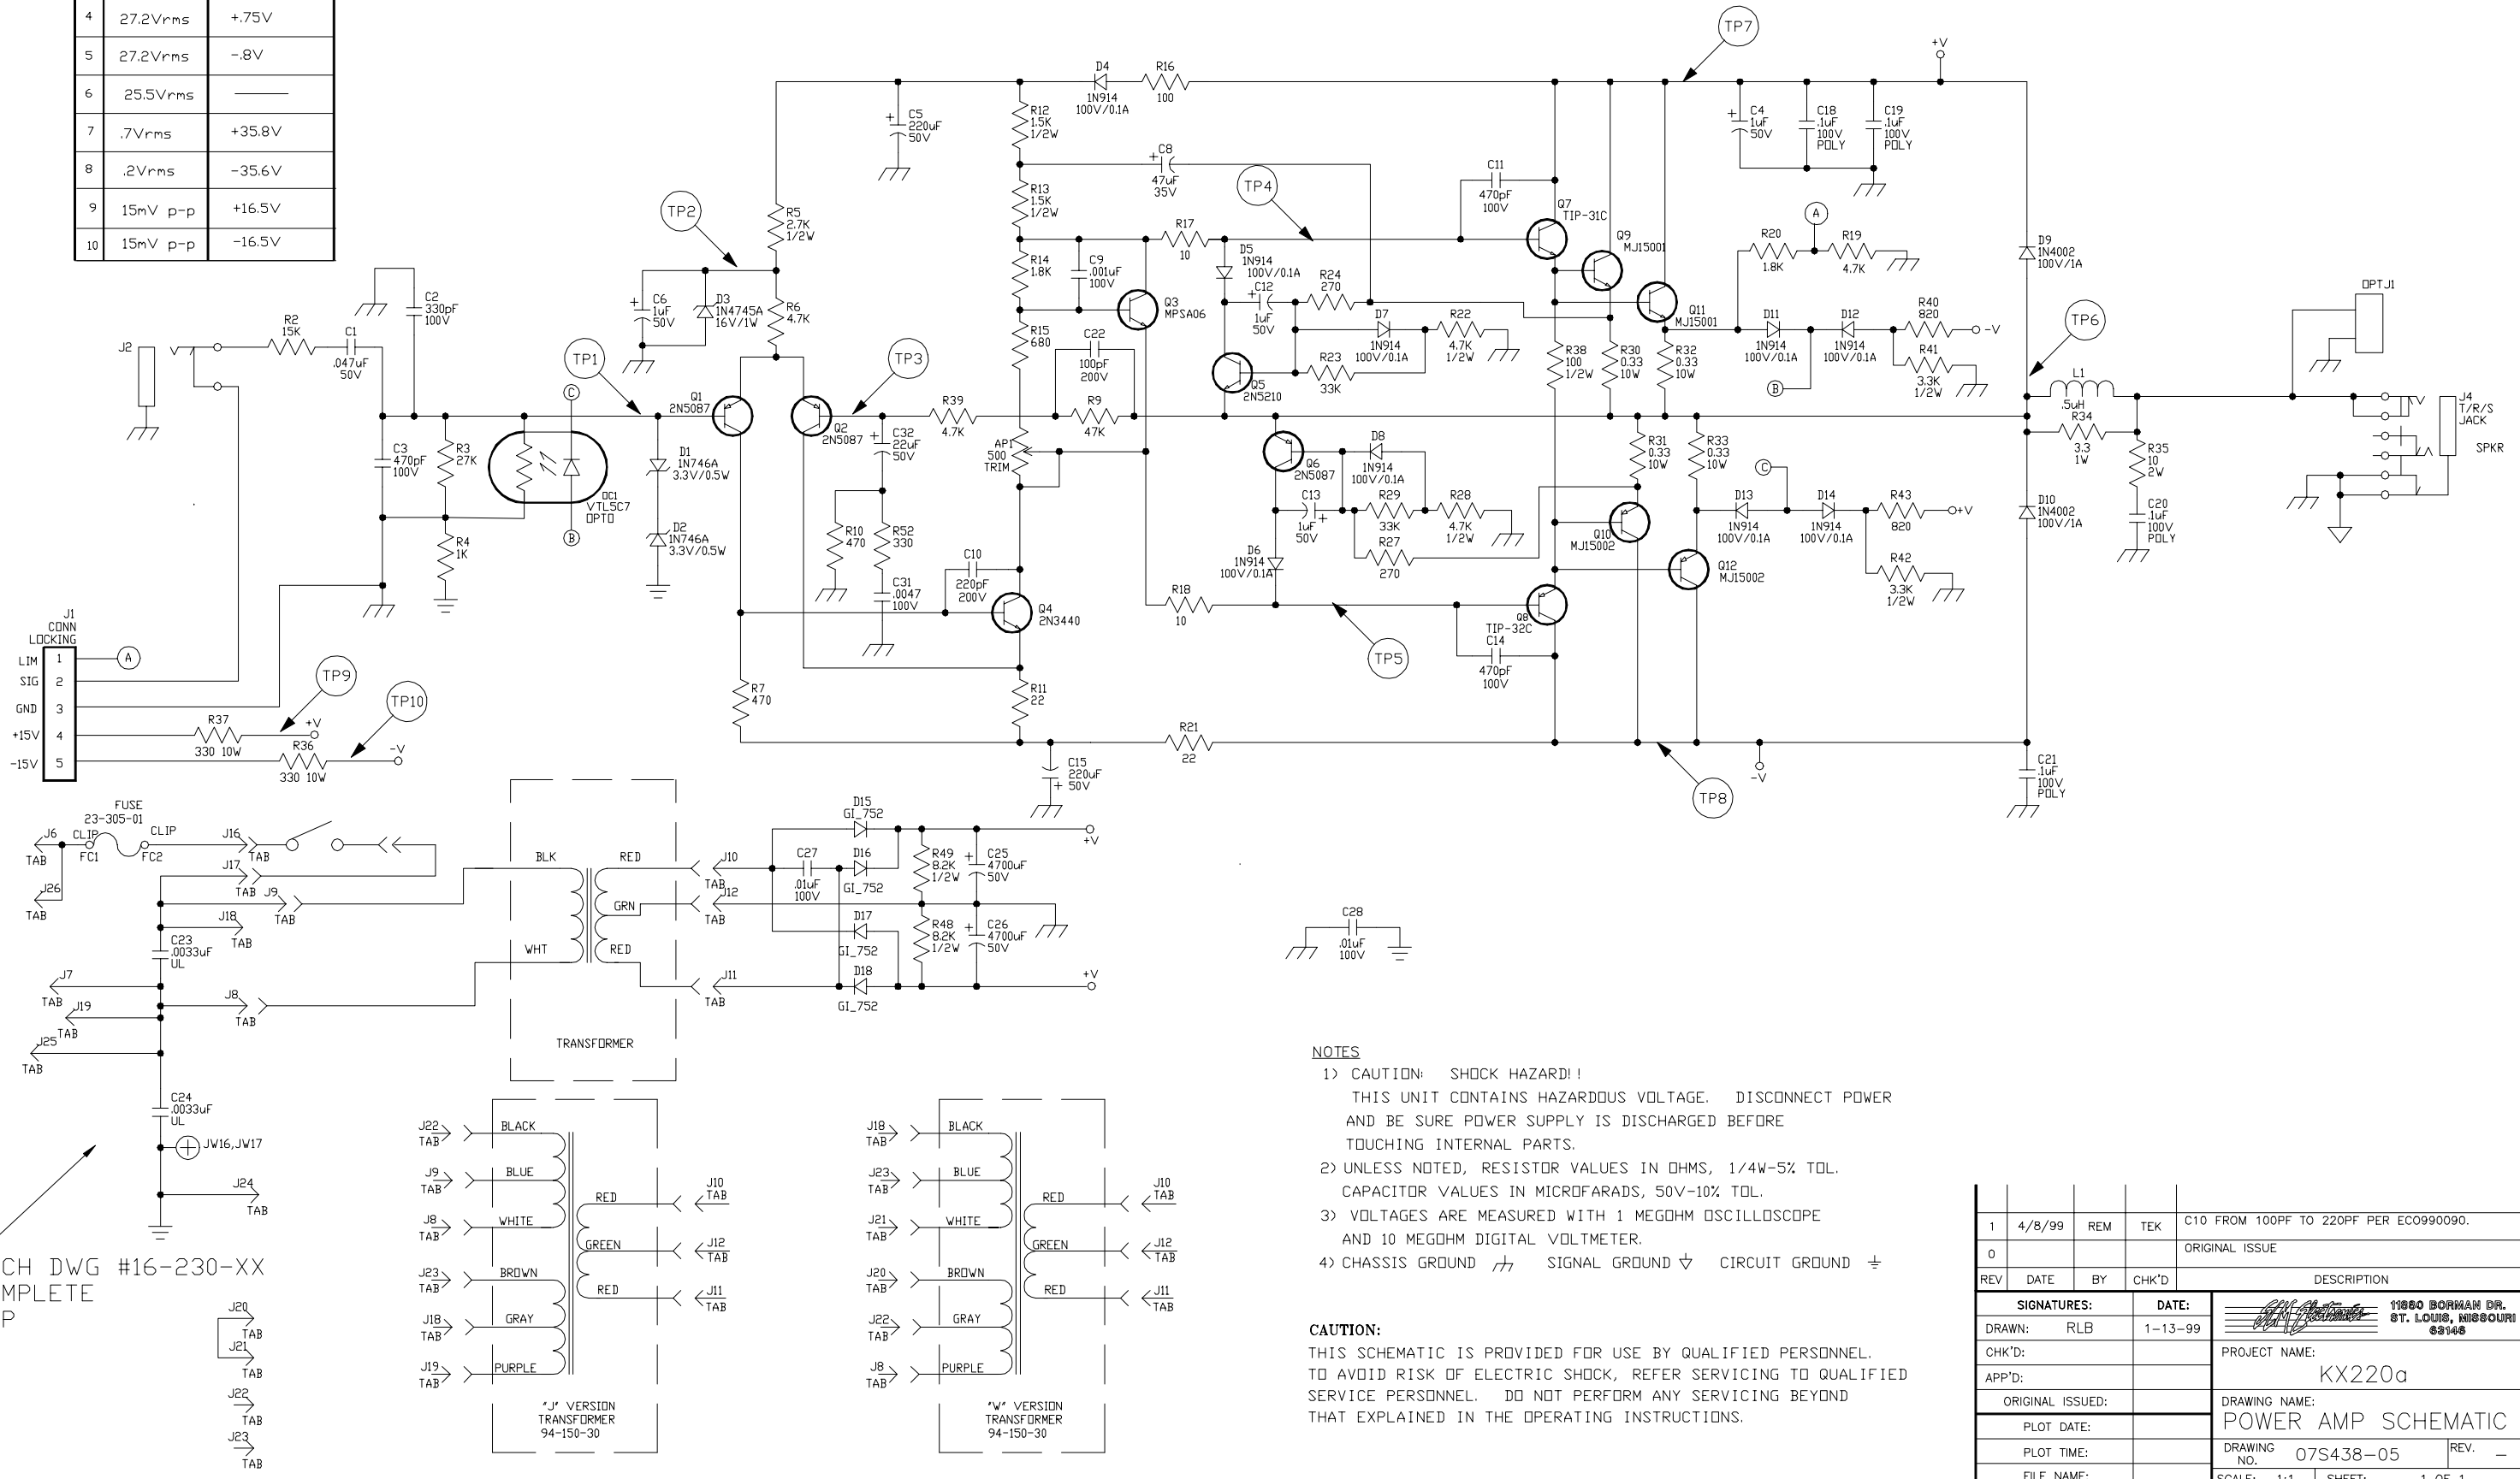 4 27.2Vrms +.75V
5 27.2Vrms -.8V
6 25.5Vrms
7 .7Vrms +35.8V
8 .2Vrms -35.6V
9 15mV p-p +16.5V
10 15mV p-p -16.5V
TP7
+V
D4
1N914
100V/0.1A
R16
100
C5
220uF
50V
R12
1.5K
1/2W
C4
1uF
50V
C18
.1uF
100V
POLY
C19
.1uF
100V
POLY
C8
47uF
35V
TP4
C11
470pF
100V
R13
1.5K
1/2W
TP2
R5
2.7K
1/2W
Q7
TIP-31C
R17
10
Q9
MJ15001
A
R20
1.8K
R19
4.7K
D9
1N4002
100V/1A
R14
1.8K
C9
.001uF
100V
D5
1N914
100V/0.1A
R24
270
C12
1uF
50V
C2
330pF
100V
C6
1uF
50V
D3
1N4745A
16V/1W
R6
4.7K
Q3
MPSA06
Q11
MJ15001
OPTJ1
TP6
R2
15K
C1
.047uF
50V
J2
TP1
TP3
R15
680
C22
100pF
200V
D7
1N914
100V/0.1A
R22
4.7K
1/2W
R23
33K
R38
100
1/2W
R30
0.33
10W
R32
0.33
10W
D11
1N914
100V/0.1A
D12
1N914
100V/0.1A
R40
820
-V
R41
3.3K
1/2W
B
C
Q1
2N5087
Q2
2N5087
R39
4.7K
R9
47K
Q5
2N5210
L1
.5uH
R34
3.3
1W
J4
T/R/S
JACK
SPKR
C3
470pF
100V
R3
27K
OC1
VTL5C7
OPTO
B
D1
1N746A
3.3V/0.5W
C32
22uF
50V
AP1
500
TRIM
Q6
2N5087
D8
1N914
100V/0.1A
R31
0.33
10W
R33
0.33
10W
C
R35
10
2W
R4
1K
D2
1N746A
3.3V/0.5W
R10
470
R52
330
C13
1uF
50V
R29
33K
R28
4.7K
1/2W
R27
270
D13
1N914
100V/0.1A
D14
1N914
100V/0.1A
R43
820
+V
D10
1N4002
100V/1A
C20
.1uF
100V
POLY
Q10
MJ15002
D6
1N914
100V/0.1A
C10
220pF
200V
C31
.0047
100V
Q4
2N3440
R18
10
Q12
MJ15002
R42
3.3K
1/2W
Q8
TIP-32C
C14
470pF
100V
TP5
J1
CONN
LOCKING
LIM 1 A
SIG 2
GND 3
+15V 4
-15V 5
R37
330 10W
TP9
+V
R36
330 10W
TP10
-V
R7
470
R11
22
R21
22
C15
220uF
50V
TP8
-V
C21
.1uF
100V
POLY
FUSE
23-305-01
J6
TAB
CLIP
FC1
CLIP
FC2
J16
TAB
J17
TAB
J26
TAB
J9
TAB
J18
TAB
C23
.0033uF
UL
J7
TAB
J19
TAB
J8
TAB
J25
TAB
C24
.0033uF
UL
JW16,JW17
J24
TAB
BLK
WHT
RED
GRN
RED
TRANSFORMER
J10
TAB
J12
TAB
J11
TAB
C27
.01uF
100V
D15
GI_752
D16
GI_752
D17
GI_752
D18
GI_752
R49
8.2K
1/2W
R48
8.2K
1/2W
C25
4700uF
50V
C26
4700uF
50V
+V
+V
C28
.01uF
100V
CH DWG #16-230-XX
MPLETE
P
J20
TAB
J21
TAB
J22
TAB
J23
TAB
J22
TAB
BLACK
J9
TAB
BLUE
J8
TAB
WHITE
J23
TAB
BROWN
J18
TAB
GRAY
J19
TAB
PURPLE
RED
J10
TAB
GREEN
J12
TAB
RED
J11
TAB
"J" VERSION
TRANSFORMER
94-150-30
J18
TAB
BLACK
J23
TAB
BLUE
J21
TAB
WHITE
J20
TAB
BROWN
J22
TAB
GRAY
J8
TAB
PURPLE
RED
J10
TAB
GREEN
J12
TAB
RED
J11
TAB
"W" VERSION
TRANSFORMER
94-150-30
NOTES
1) CAUTION: SHOCK HAZARD!!
THIS UNIT CONTAINS HAZARDOUS VOLTAGE. DISCONNECT POWER
AND BE SURE POWER SUPPLY IS DISCHARGED BEFORE
TOUCHING INTERNAL PARTS.
2) UNLESS NOTED, RESISTOR VALUES IN OHMS, 1/4W-5% TOL.
CAPACITOR VALUES IN MICROFARADS, 50V-10% TOL.
3) VOLTAGES ARE MEASURED WITH 1 MEGOHM OSCILLOSCOPE
AND 10 MEGOHM DIGITAL VOLTMETER.
4) CHASSIS GROUND SIGNAL GROUND CIRCUIT GROUND
CAUTION:
THIS SCHEMATIC IS PROVIDED FOR USE BY QUALIFIED PERSONNEL.
TO AVOID RISK OF ELECTRIC SHOCK, REFER SERVICING TO QUALIFIED
SERVICE PERSONNEL. DO NOT PERFORM ANY SERVICING BEYOND
THAT EXPLAINED IN THE OPERATING INSTRUCTIONS.
1 4/8/99 REM TEK C10 FROM 100PF TO 220PF PER ECO990090.
0 ORIGINAL ISSUE
REV DATE BY CHK'D DESCRIPTION
SIGNATURES: DATE:
DRAWN: RLB 1-13-99
CHK'D:
APP'D:
ORIGINAL ISSUED:
PLOT DATE:
PLOT TIME:
FILE NAME:
SLM Electronics
11880 BORMAN DR.
ST. LOUIS, MISSOURI
63146
PROJECT NAME:
KX220a
DRAWING NAME:
POWER AMP SCHEMATIC
DRAWING NO. 07S438-05 REV. -
SCALE: 1:1 SHEET: 1 OF 1